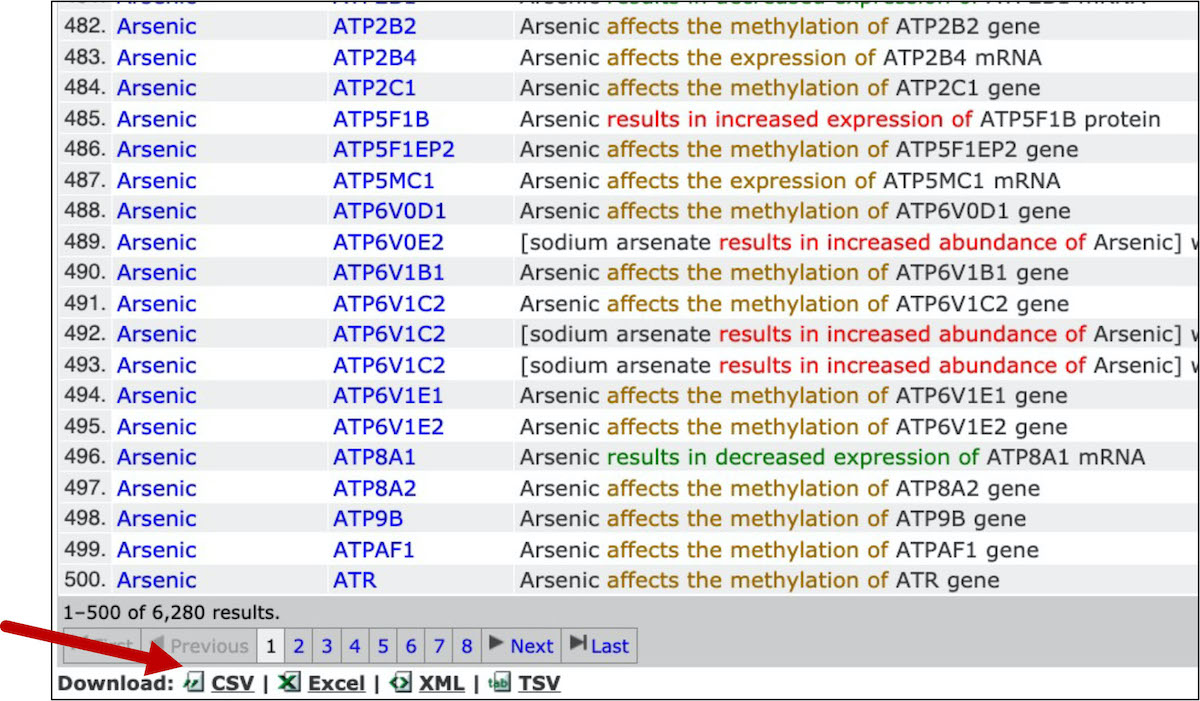 482. Arsenic ATP2B2 Arsenic affects the methylation of ATP2B2 gene
483. Arsenic ATP2B4 Arsenic affects the expression of ATP2B4 mRNA
484. Arsenic ATP2C1 Arsenic affects the methylation of ATP2C1 gene
485. Arsenic ATP5F1B Arsenic results in increased expression of ATP5F1B protein
486. Arsenic ATP5F1EP2 Arsenic affects the methylation of ATP5F1EP2 gene
487. Arsenic ATP5MC1 Arsenic affects the expression of ATP5MC1 mRNA
488. Arsenic ATP6V0D1 Arsenic affects the methylation of ATP6V0D1 gene
489. Arsenic ATP6V0E2 [sodium arsenate results in increased abundance of Arsenic]
490. Arsenic ATP6V1B1 Arsenic affects the methylation of ATP6V1B1 gene
491. Arsenic ATP6V1C2 Arsenic affects the methylation of ATP6V1C2 gene
492. Arsenic ATP6V1C2 [sodium arsenate results in increased abundance of Arsenic]
493. Arsenic ATP6V1C2 [sodium arsenate results in increased abundance of Arsenic]
494. Arsenic ATP6V1E1 Arsenic affects the methylation of ATP6V1E1 gene
495. Arsenic ATP6V1E2 Arsenic affects the methylation of ATP6V1E2 gene
496. Arsenic ATP8A1 Arsenic results in decreased expression of ATP8A1 mRNA
497. Arsenic ATP8A2 Arsenic affects the methylation of ATP8A2 gene
498. Arsenic ATP9B Arsenic affects the methylation of ATP9B gene
499. Arsenic ATPAF1 Arsenic affects the methylation of ATPAF1 gene
500. Arsenic ATR Arsenic affects the methylation of ATR gene
1–500 of 6,280 results.
Previous 1 2 3 4 5 6 7 8 Next Last
Download: CSV | Excel | XML | tab TSV